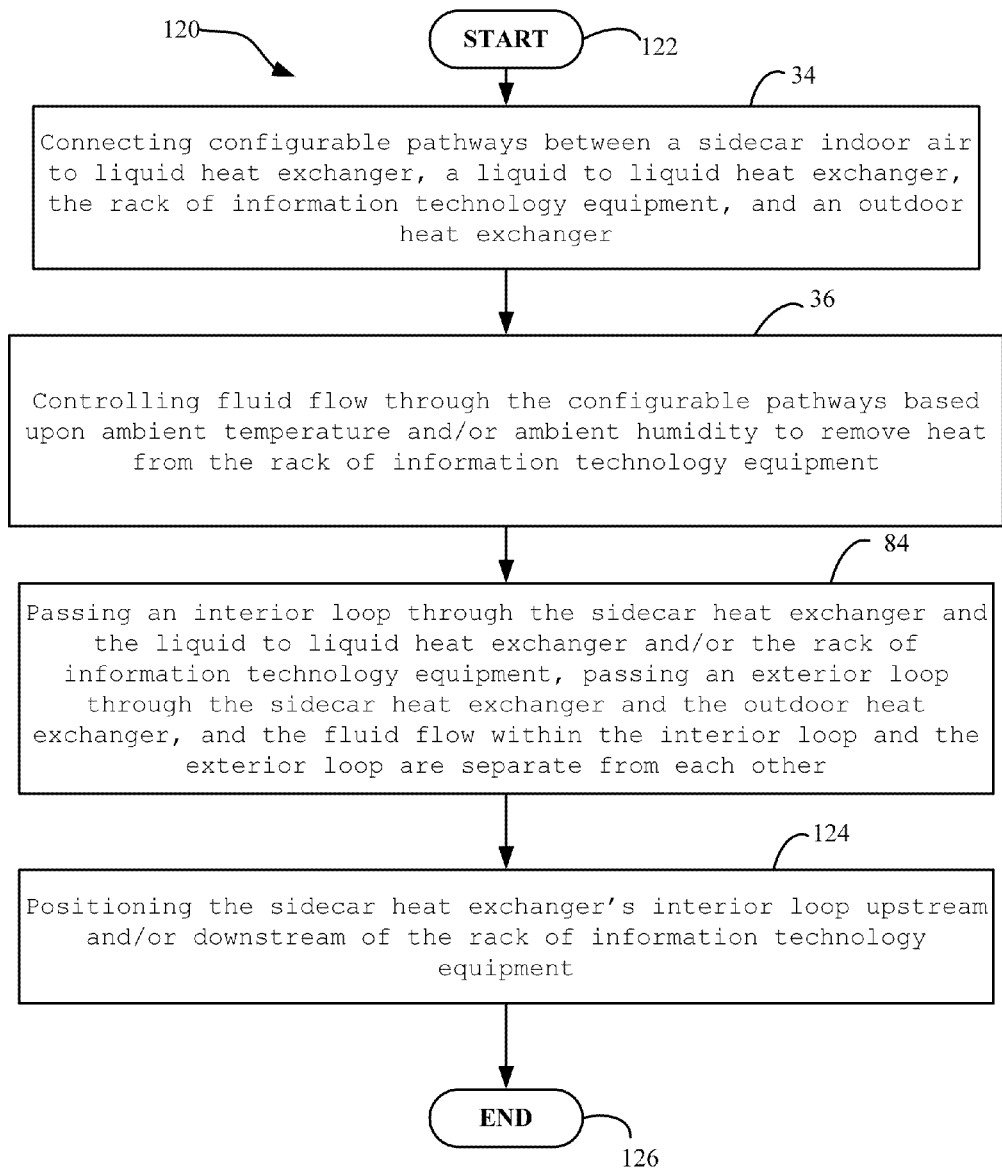 120
START
122
34
Connecting configurable pathways between a sidecar indoor air
to liquid heat exchanger, a liquid to liquid heat exchanger,
the rack of information technology equipment, and an outdoor
heat exchanger
36
Controlling fluid flow through the configurable pathways based
upon ambient temperature and/or ambient humidity to remove heat
from the rack of information technology equipment
84
Passing an interior loop through the sidecar heat exchanger and
the liquid to liquid heat exchanger and/or the rack of
information technology equipment, passing an exterior loop
through the sidecar heat exchanger and the outdoor heat
exchanger, and the fluid flow within the interior loop and the
exterior loop are separate from each other
124
Positioning the sidecar heat exchanger's interior loop upstream
and/or downstream of the rack of information technology
equipment
END
126